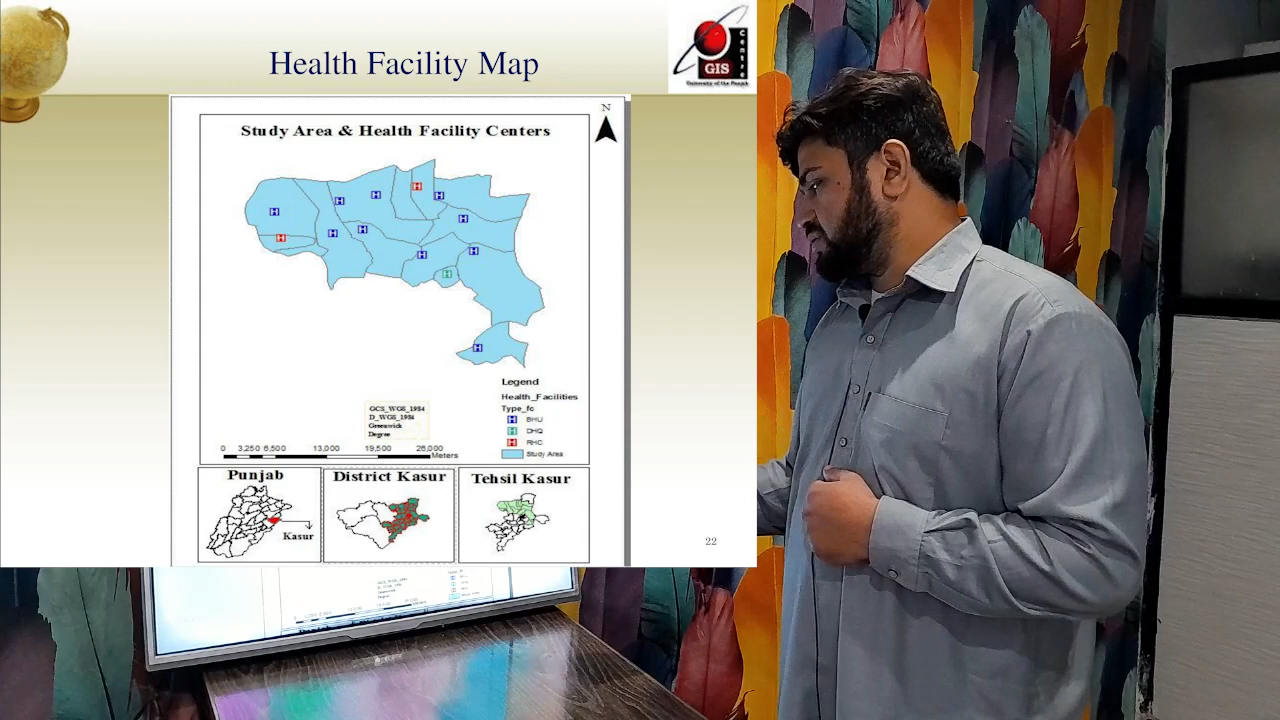 Health Facility Map
Centre
GIS
University of the Punjab
N
Study Area & Health Facility Centers
H
H
H
H
H
H
H
H
H
H
H
H
H
Legend
Health_Facilities
Type_fc
H BHU
H DHQ
H RHC
Study Area
GCS_WGS_1984
D_WGS_1984
Greenwich
Degree
0 3,250 6,500 13,000 19,500 26,000
Meters
Punjab
Kasur
District Kasur
Tehsil Kasur
22